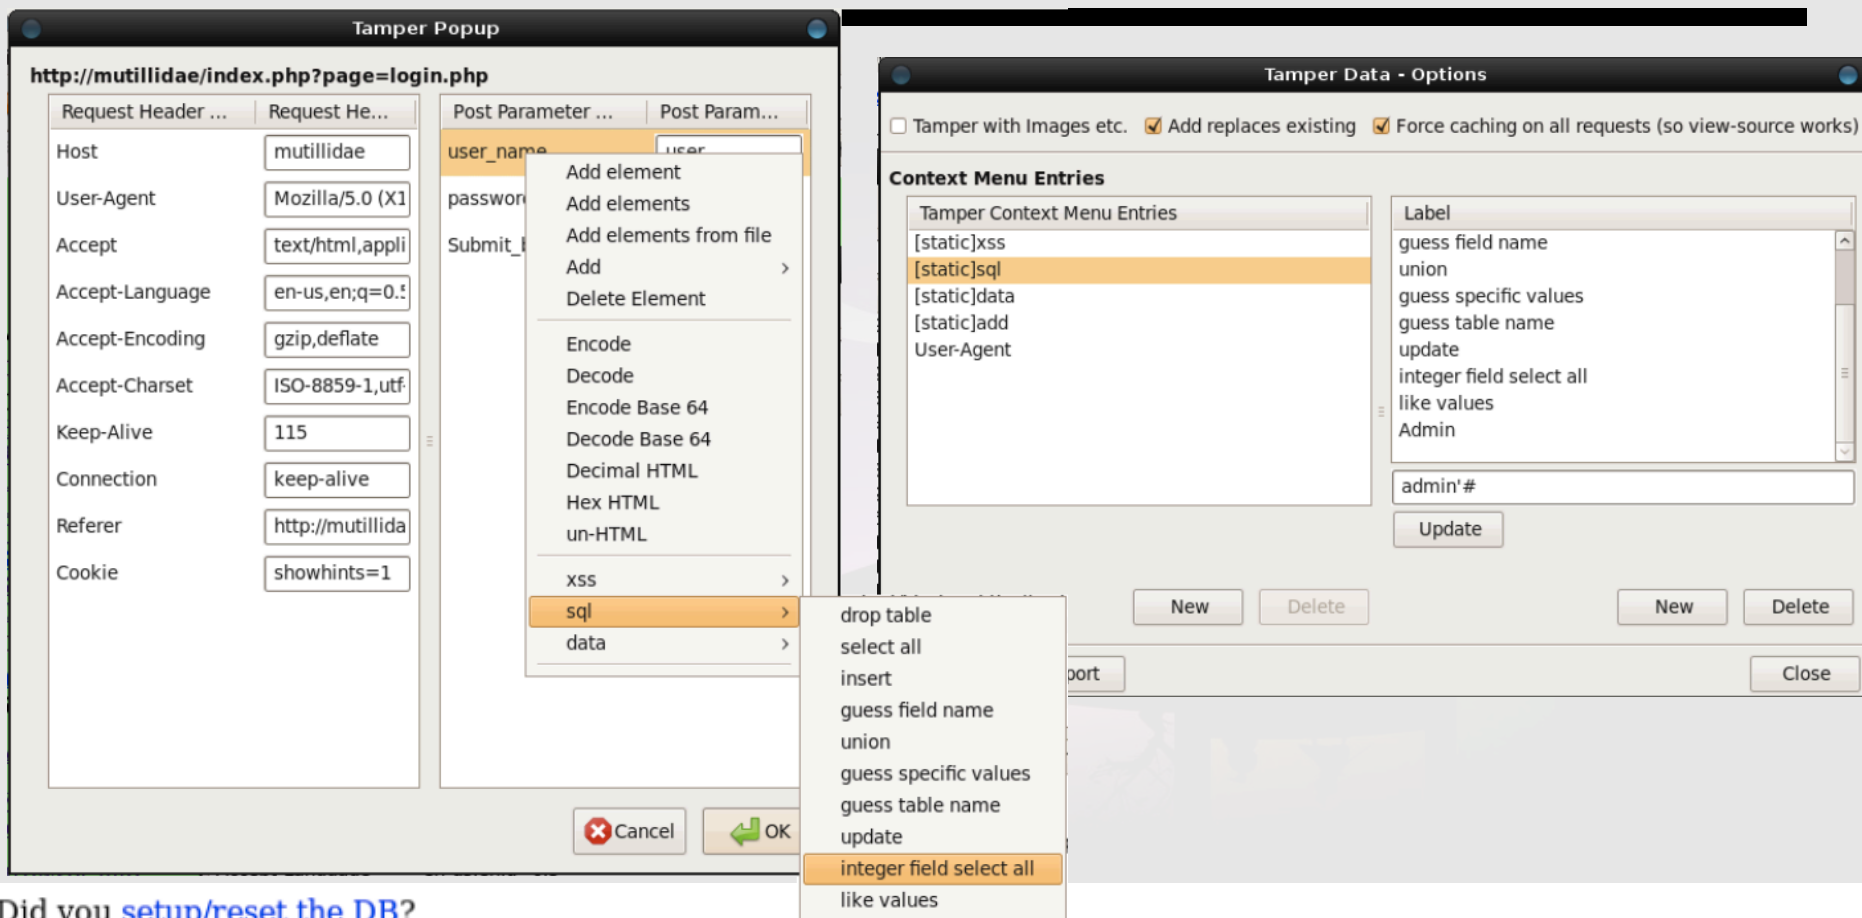 Tamper Popup
http://mutillidae/index.php?page=login.php
Request Header ... Request He...
Host mutillidae
User-Agent Mozilla/5.0 (X1
Accept text/html,appli
Accept-Language en-us,en;q=0.5
Accept-Encoding gzip,deflate
Accept-Charset ISO-8859-1,utf-
Keep-Alive 115
Connection keep-alive
Referer http://mutillida
Cookie showhints=1
Post Parameter ... Post Param...
user_name user
password
Submit_b
Add element
Add elements
Add elements from file
Add
Delete Element
Encode
Decode
Encode Base 64
Decode Base 64
Decimal HTML
Hex HTML
un-HTML
xss
sql
data
drop table
select all
insert
guess field name
union
guess specific values
guess table name
update
integer field select all
like values
Cancel OK
Tamper Data - Options
Tamper with Images etc. Add replaces existing Force caching on all requests (so view-source works)
Context Menu Entries
Tamper Context Menu Entries
[static]xss
[static]sql
[static]data
[static]add
User-Agent
Label
guess field name
union
guess specific values
guess table name
update
integer field select all
like values
Admin
admin'#
Update
New Delete New Delete
port Close
Did you setup/reset the DB?